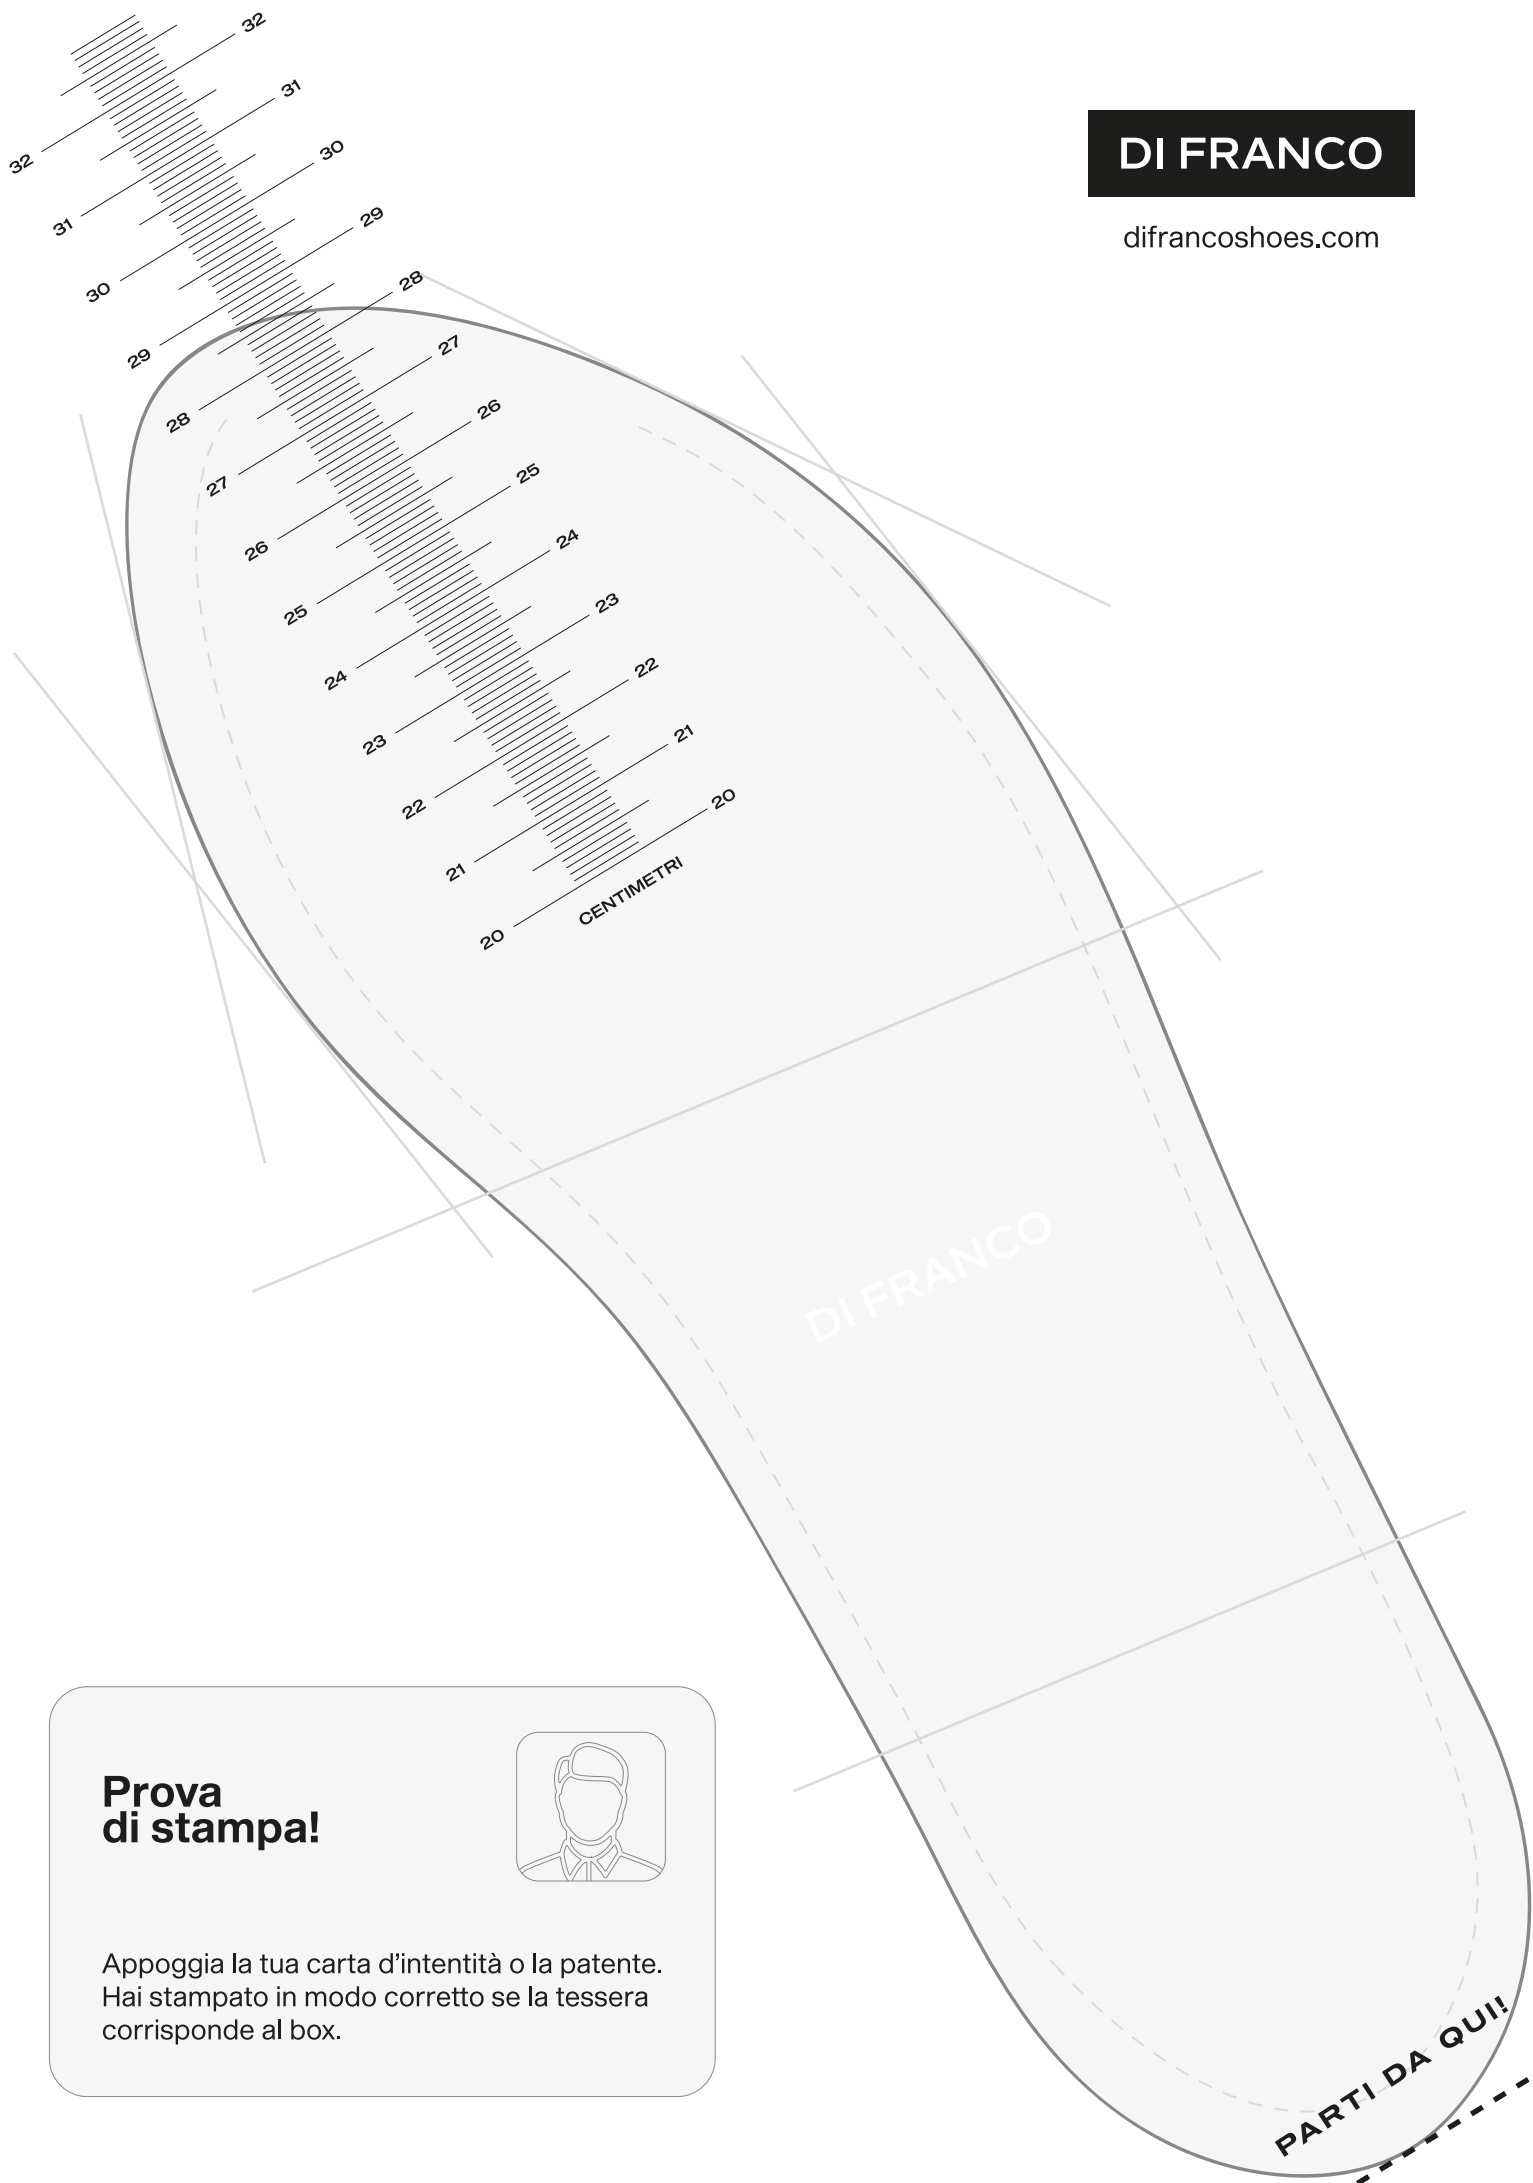 DI FRANCO
difrancoshoes.com
32
31
30
29
28
27
26
25
24
23
22
21
20
32
31
30
29
28
27
26
25
24
23
22
21
20
CENTIMETRI
DI FRANCO
Prova
di stampa!
Appoggia la tua carta d’intentità o la patente.
Hai stampato in modo corretto se la tessera
corrisponde al box.
PARTI DA QUI!